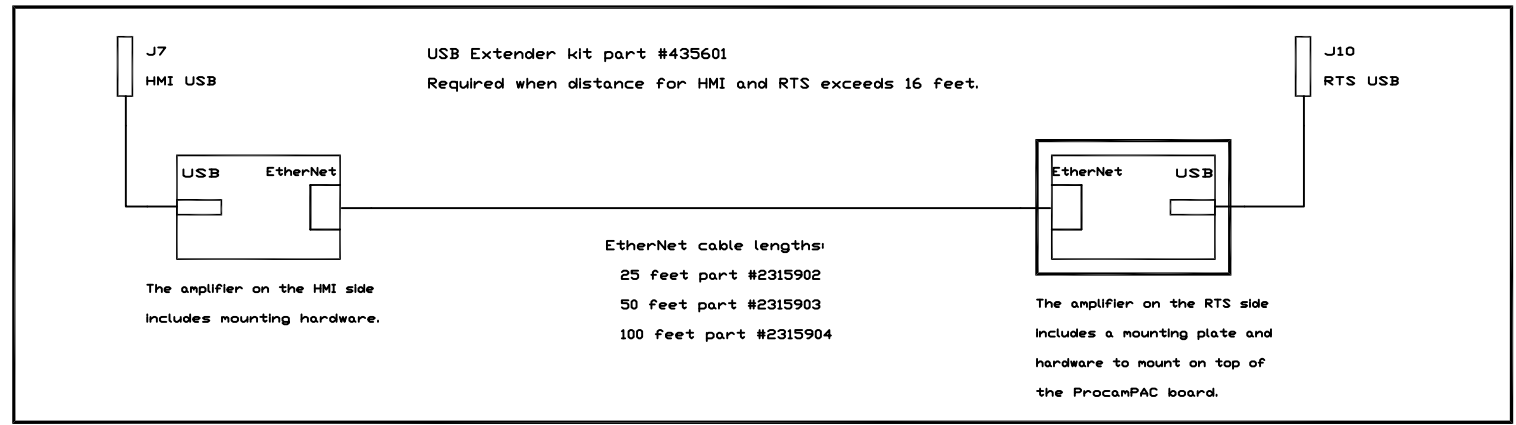 J7
HMI USB
USB Extender kit part #435601
Required when distance for HMI and RTS exceeds 16 feet.
J10
RTS USB
USB EtherNet
EtherNet USB
EtherNet cable lengths:
25 feet part #2315902
50 feet part #2315903
100 feet part #2315904
The amplifier on the HMI side
includes mounting hardware.
The amplifier on the RTS side
includes a mounting plate and
hardware to mount on top of
the ProcamPAC board.